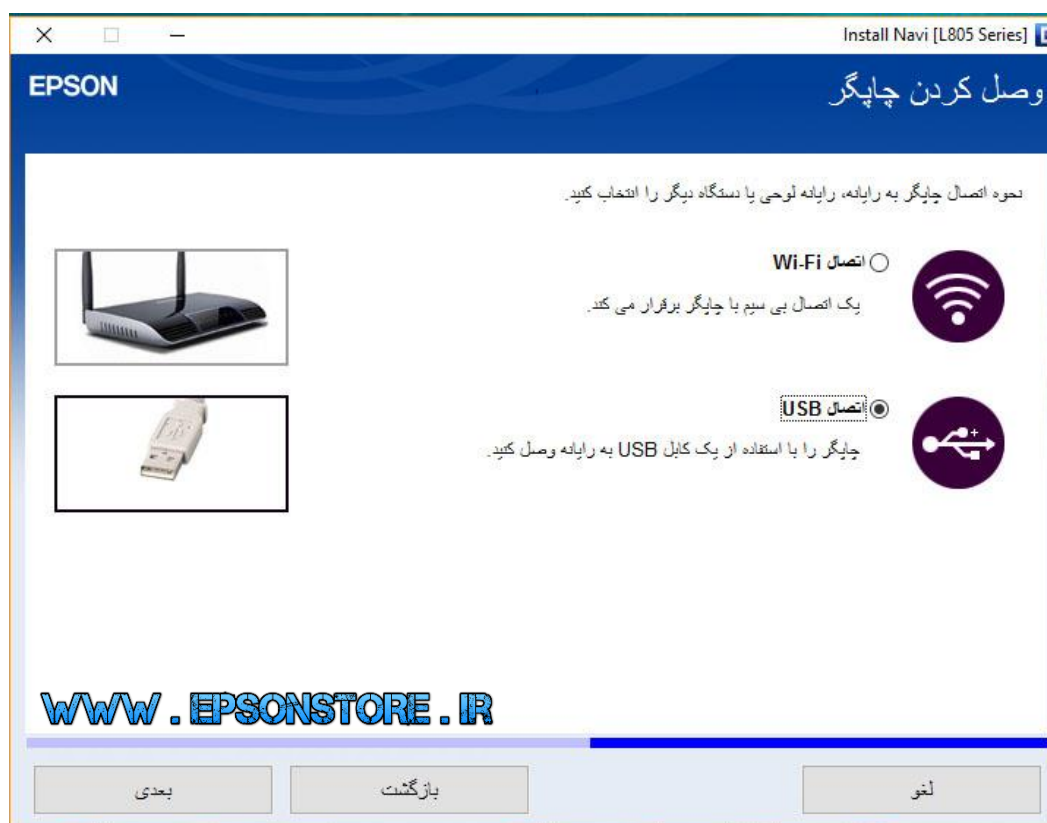 Install Navi [L805 Series]
EPSON
وصل کردن چاپگر
نحوه اتصال چاپگر به رایانه، رایانه لوحی یا دستگاه دیگر را انتخاب کنید.
اتصال Wi-Fi
یک اتصال بی سیم با چاپگر برقرار می کند.
اتصال USB
چاپگر را با استفاده از یک کابل USB به رایانه وصل کنید.
WWW.EPSONSTORE.IR
لغو
بازگشت
بعدی